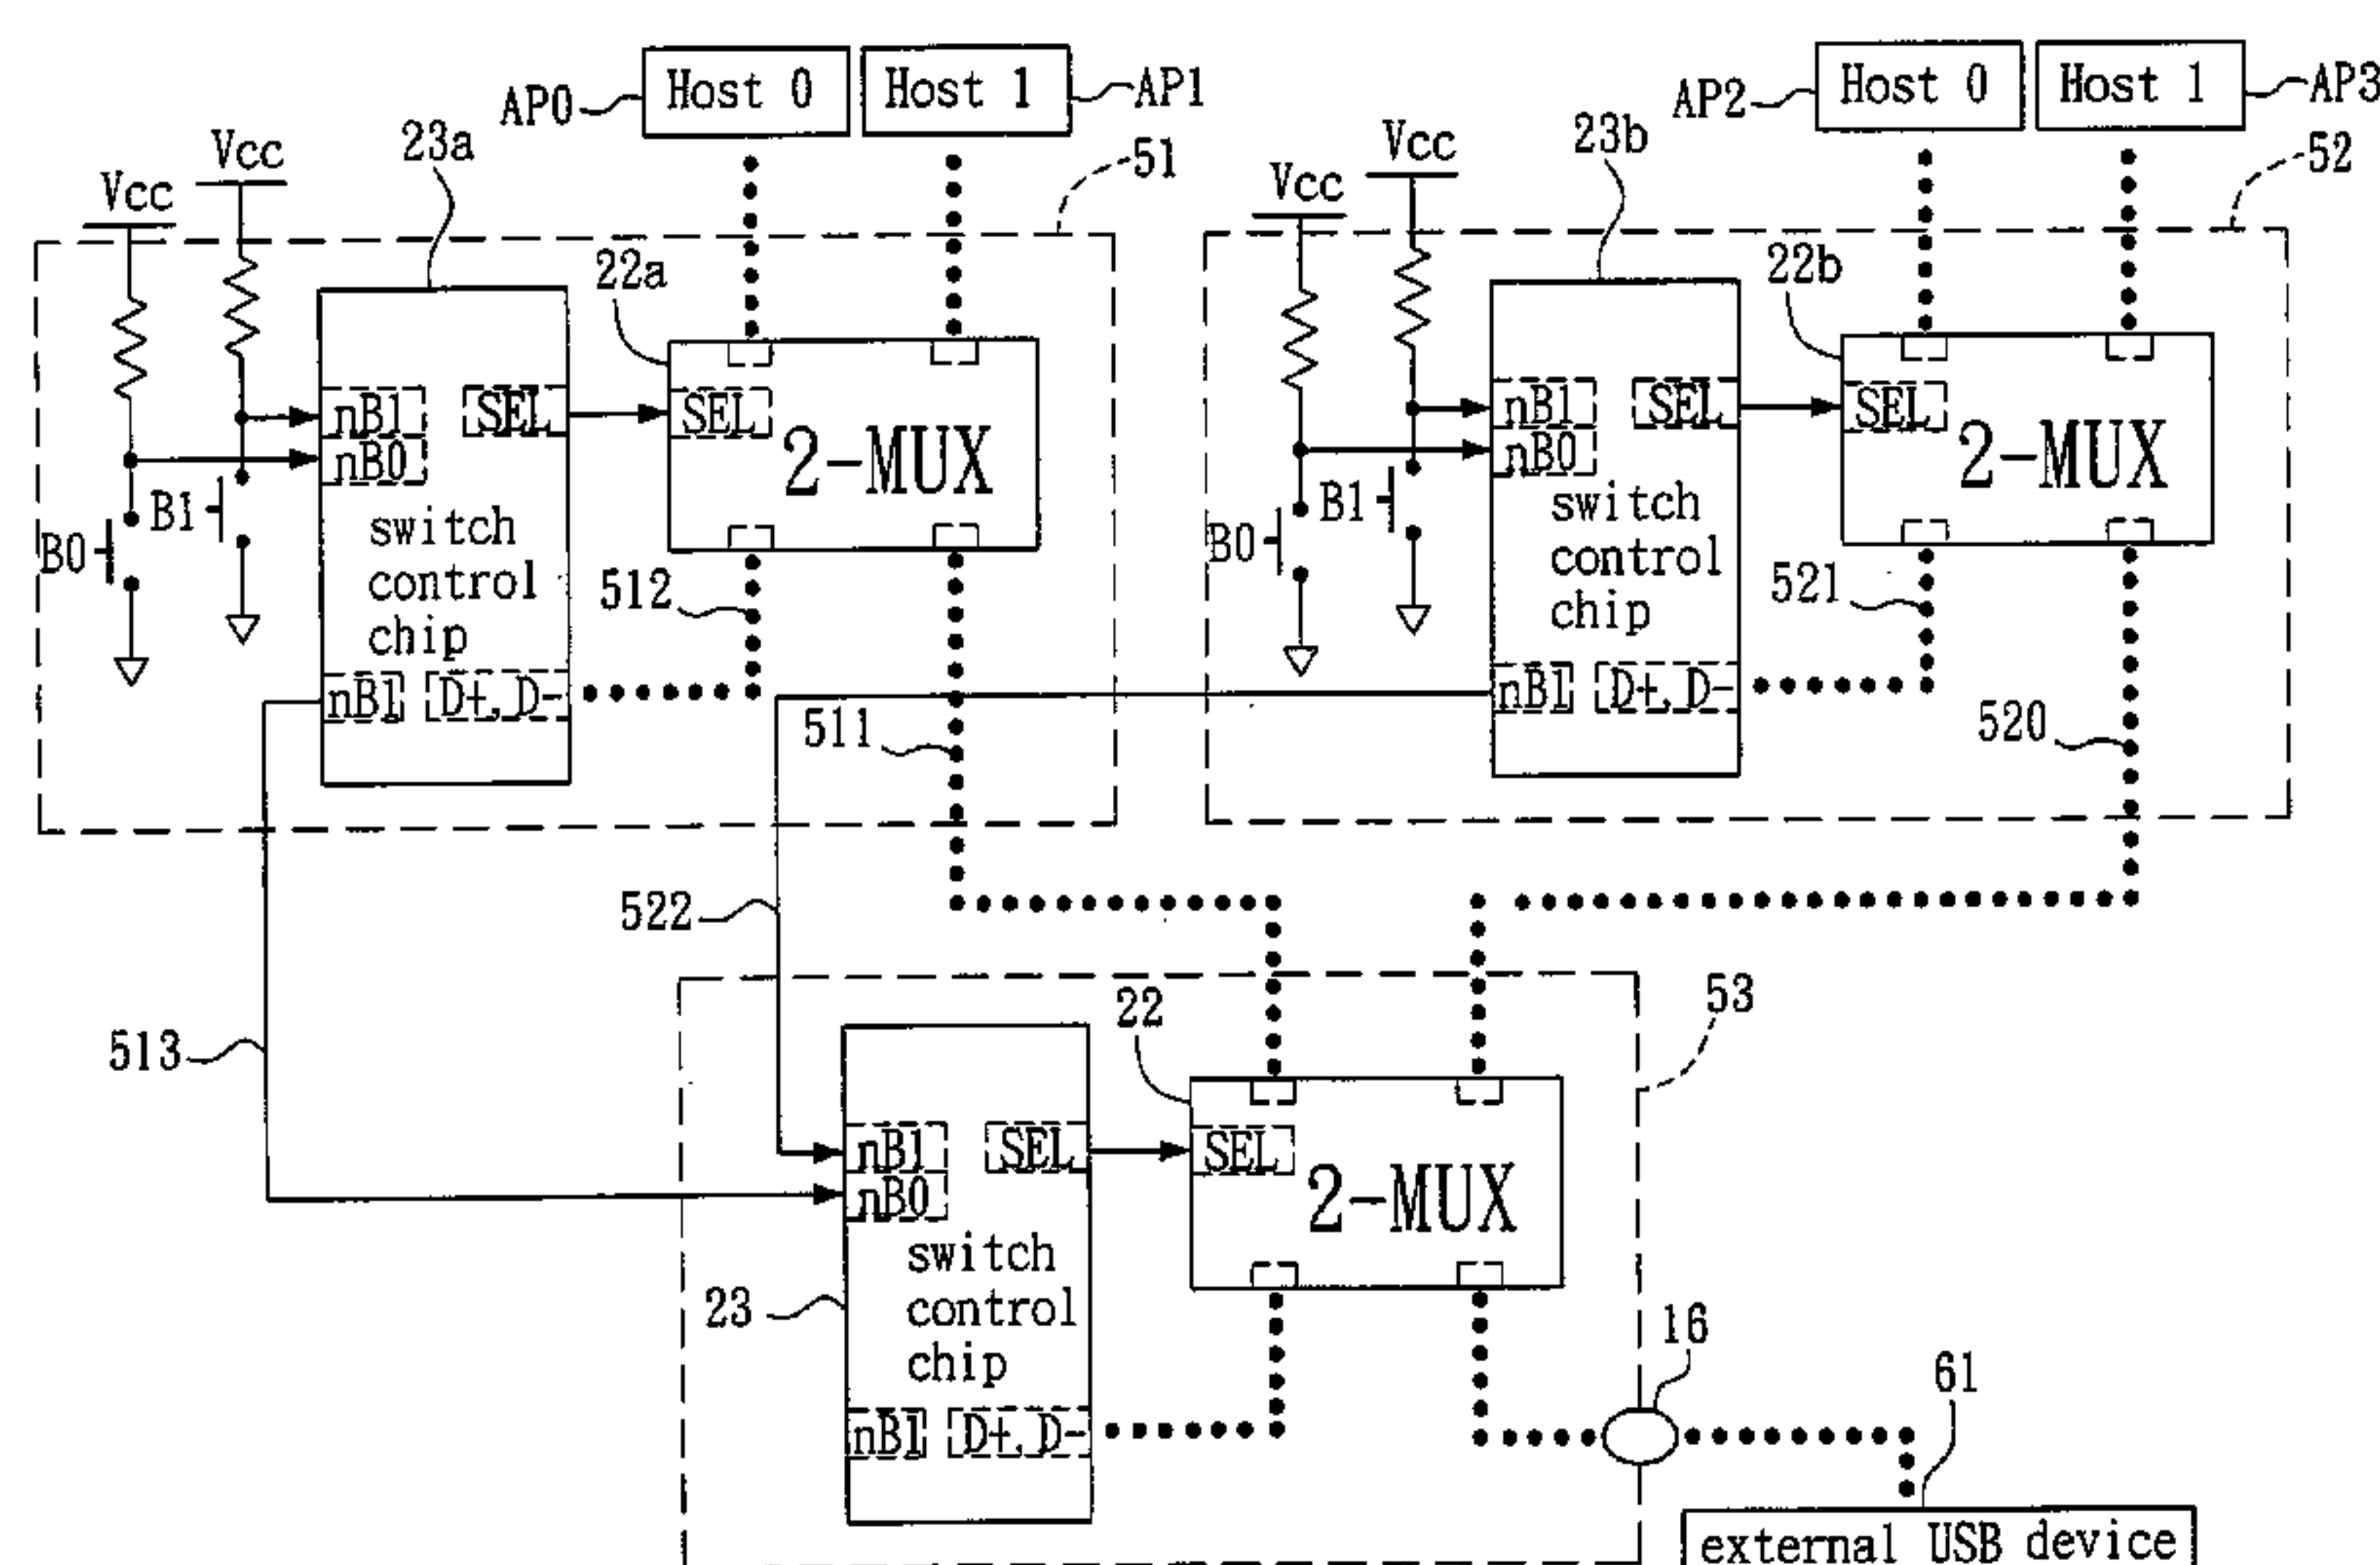 AP0 Host 0 Host 1 AP1
AP2 Host 0 Host 1 AP3
Vcc Vcc 23a 51
Vcc Vcc 23b 52
22a
22b
nB1 SEL SEL
nB0
2-MUX
B0 B1
switch
control
chip
512
nB1 D+, D-
511
nB1 SEL SEL
nB0
2-MUX
B0 B1
switch
control
chip
521
nB1 D+, D-
520
522
513
22
53
nB1 SEL SEL
nB0
2-MUX
switch
control
chip
23
nB1 D+, D-
16
61
external USB device